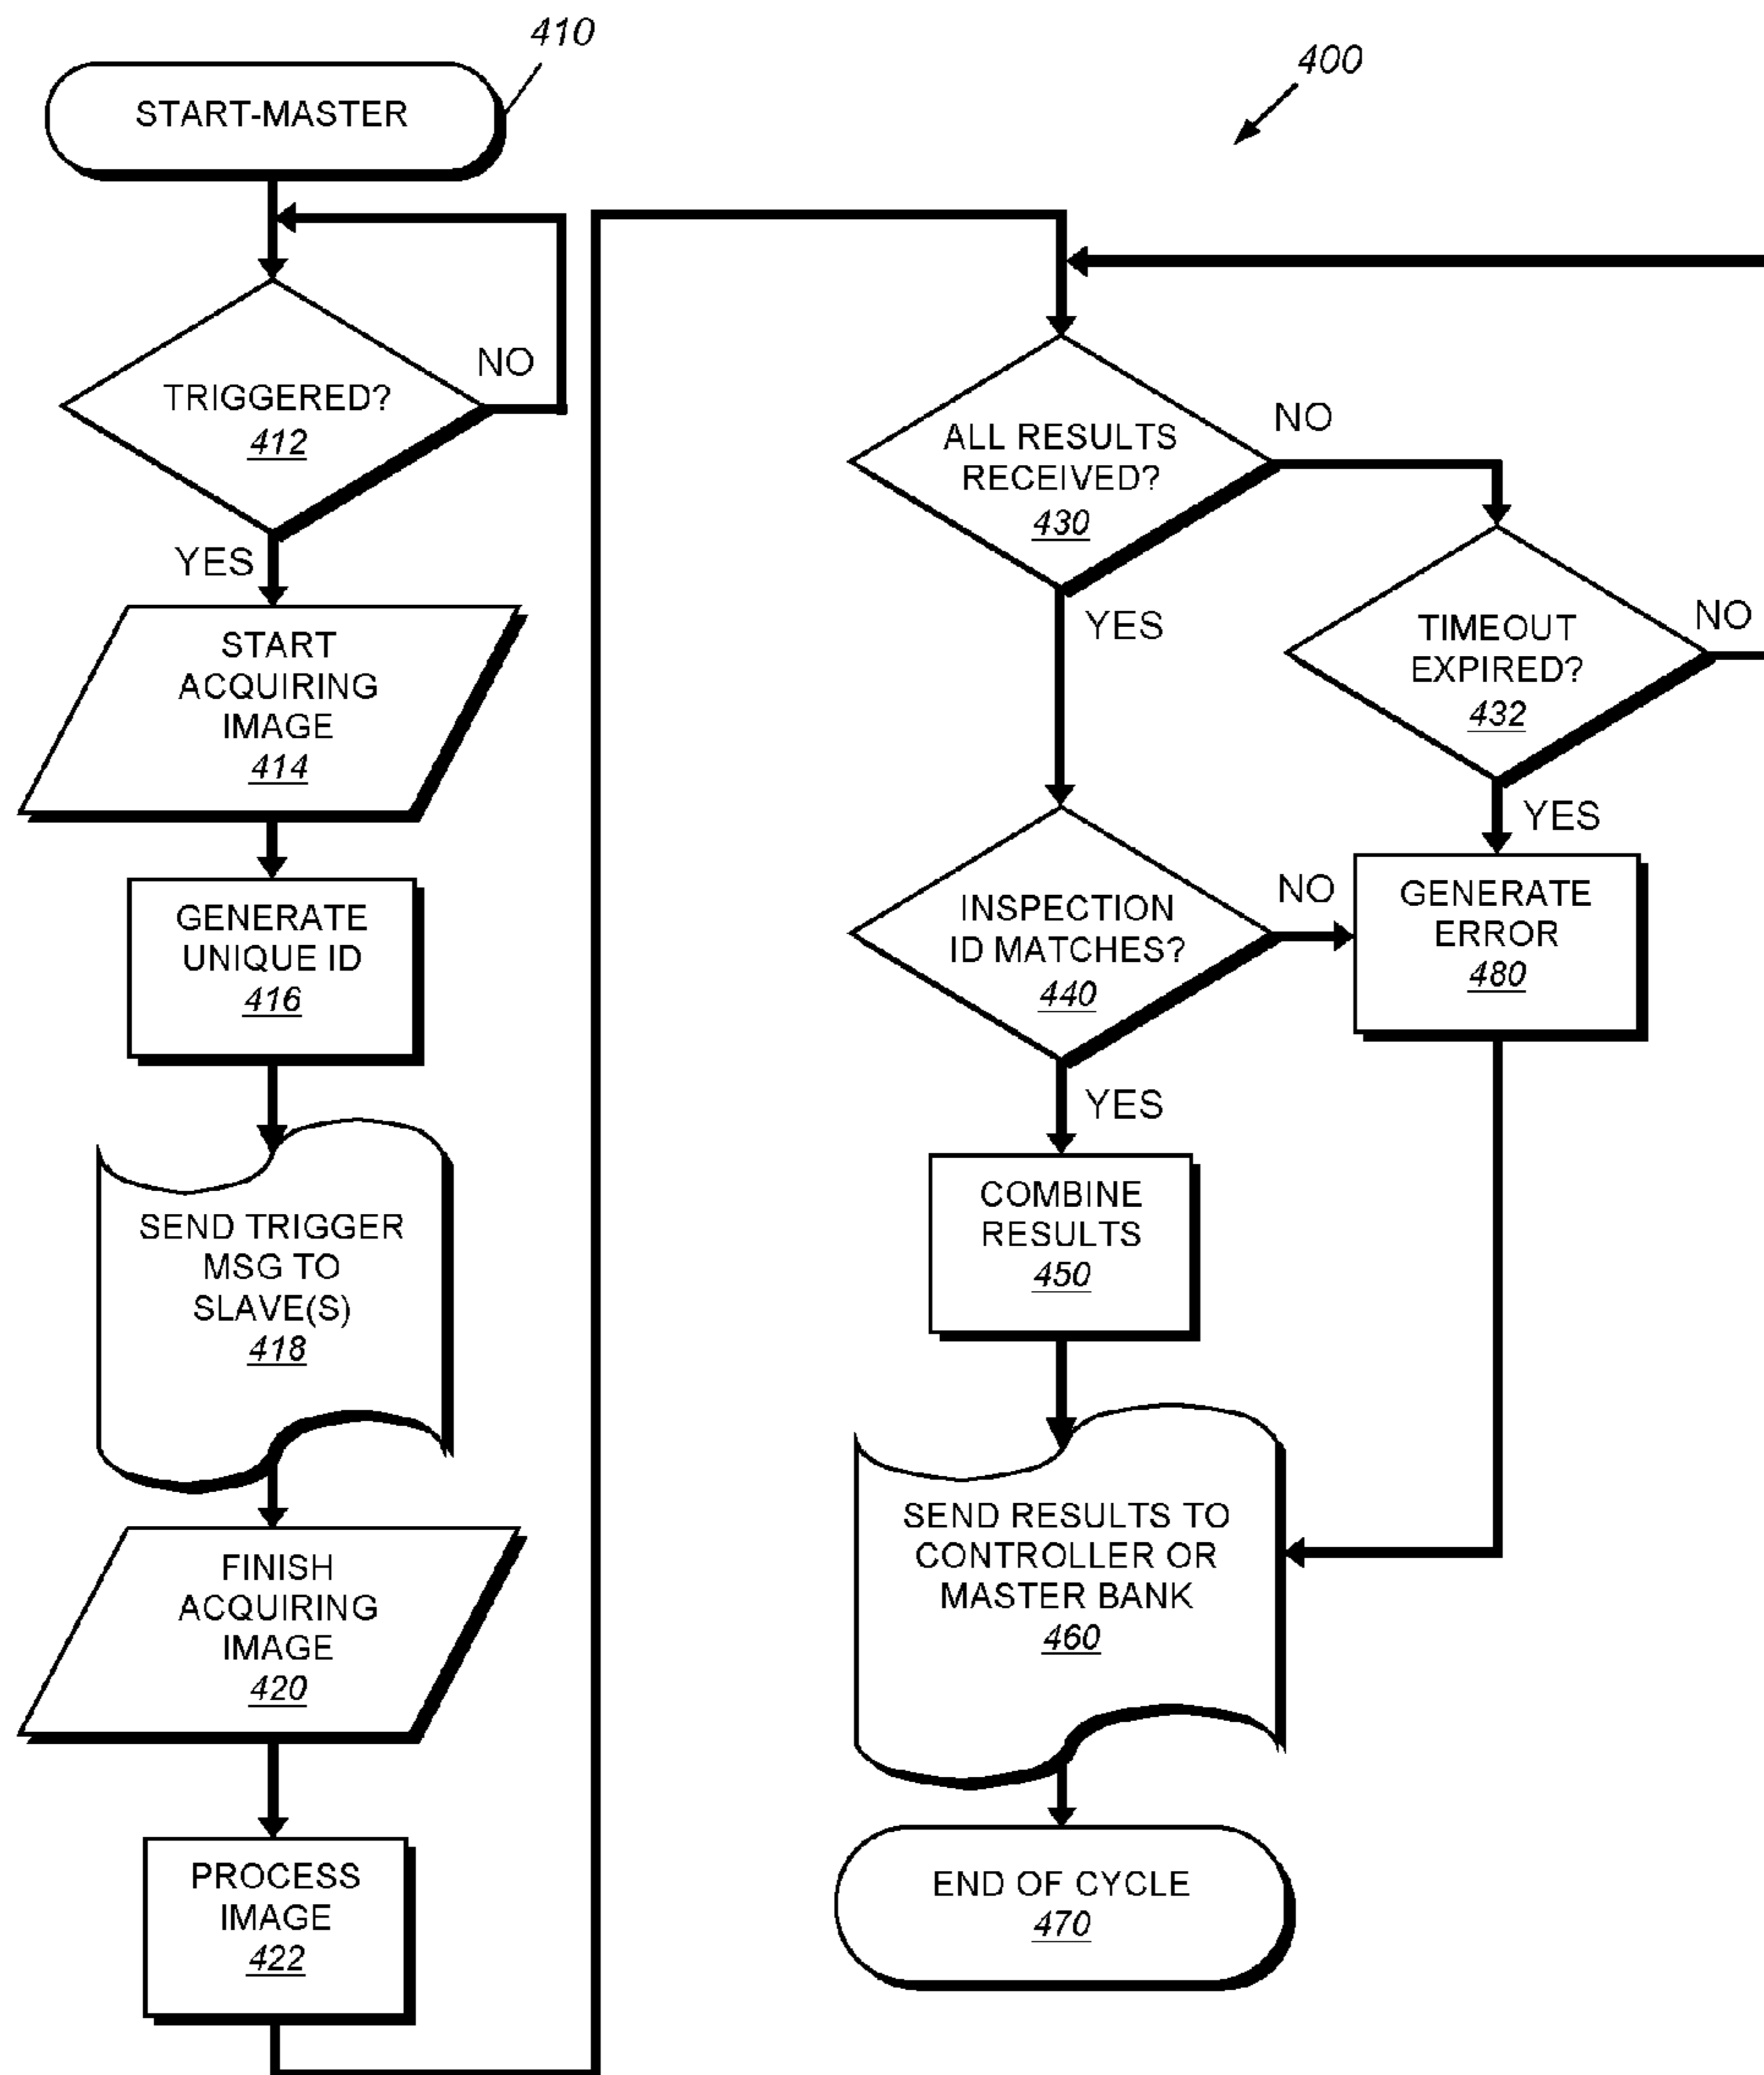 410
START-MASTER
NO
TRIGGERED?
412
YES
START
ACQUIRING
IMAGE
414
GENERATE
UNIQUE ID
416
SEND TRIGGER
MSG TO
SLAVE(S)
418
FINISH
ACQUIRING
IMAGE
420
PROCESS
IMAGE
422
400
ALL RESULTS
RECEIVED?
430
NO
YES
TIMEOUT
EXPIRED?
432
NO
YES
INSPECTION
ID MATCHES?
440
NO
GENERATE
ERROR
480
YES
COMBINE
RESULTS
450
SEND RESULTS TO
CONTROLLER OR
MASTER BANK
460
END OF CYCLE
470